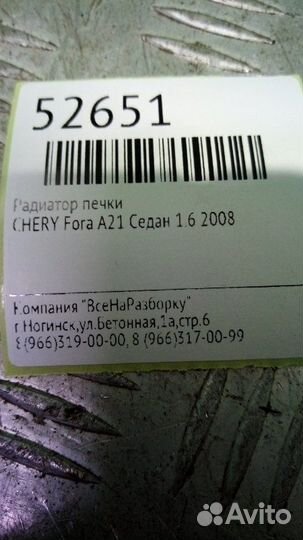 52651
Радиатор печки
CHERY Fora A21 Седан 1.6 2008
Компания "ВсеНаРазборку"
г.Ногинск,ул.Бетонная,1а,стр.6
8(966)319-00-00, 8 (966)317-00-99
Avito